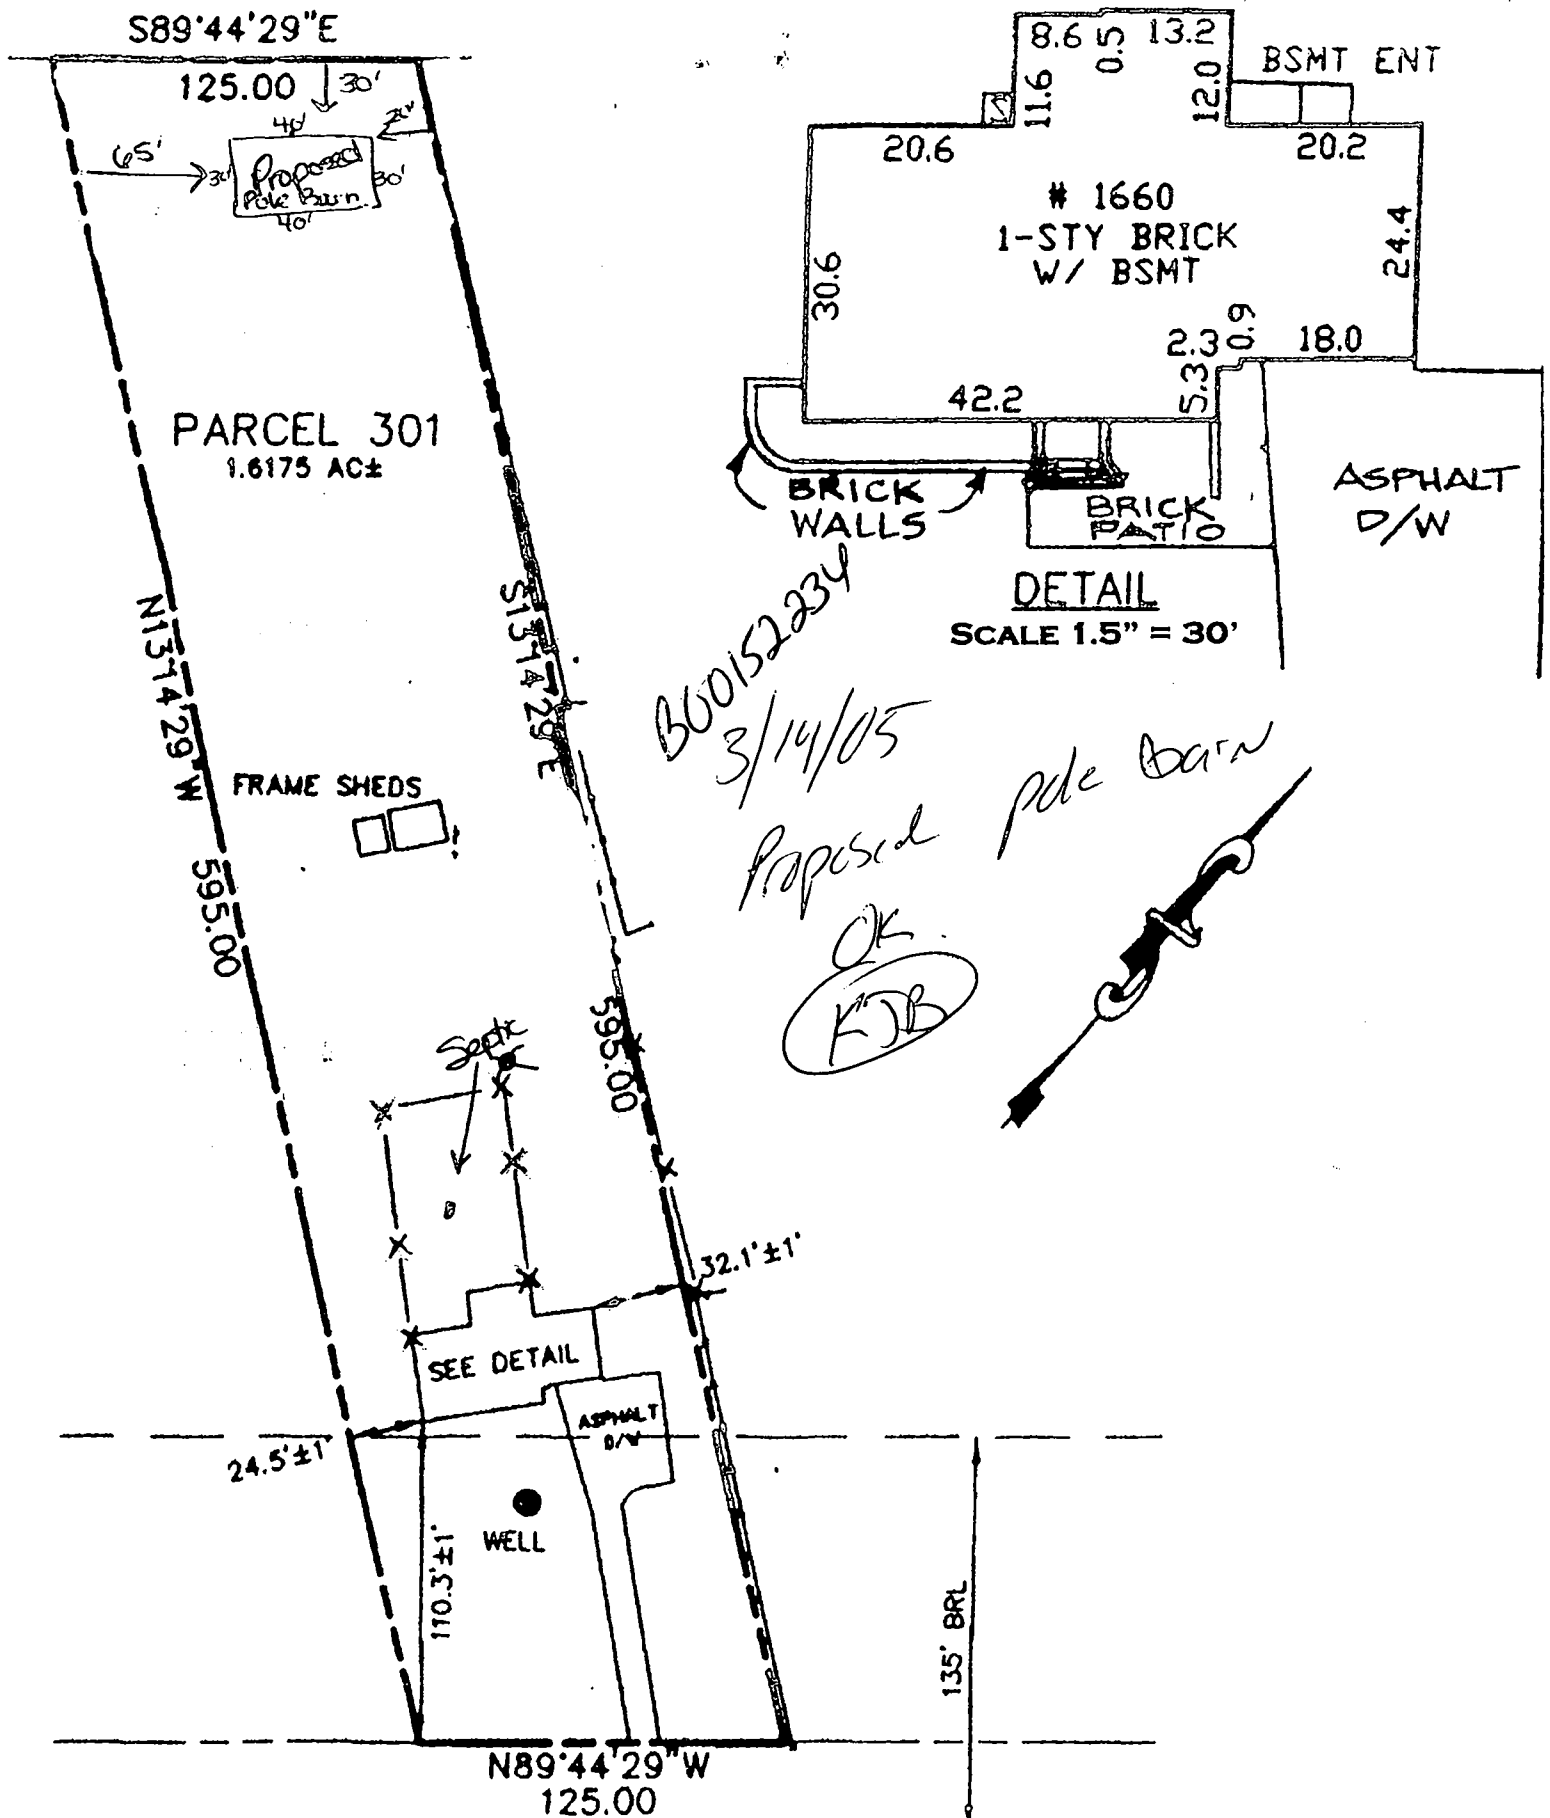 S89°44'29"E
125.00
30'
40'
20'
65'
30'
Proposed
Pole Barn
30'
40'
PARCEL 301
1.6175 AC±
N13°14'29"W 595.00
S13°14'29"E
595.00
FRAME SHEDS
Septic
32.1'±1'
SEE DETAIL
ASPHALT
D/W
24.5'±1'
WELL
110.3'±1'
135' BRL
N89°44'29"W
125.00
8.6
0.5
13.2
BSMT ENT
11.6
12.0
20.6
20.2
# 1660
1-STY BRICK
W/ BSMT
24.4
30.6
2.3
0.9
18.0
5.3
42.2
BRICK
WALLS
BRICK
PATIO
ASPHALT
D/W
DETAIL
SCALE 1.5" = 30'
B00152234
3/14/05
Proposed pole barn
OK.
KJB